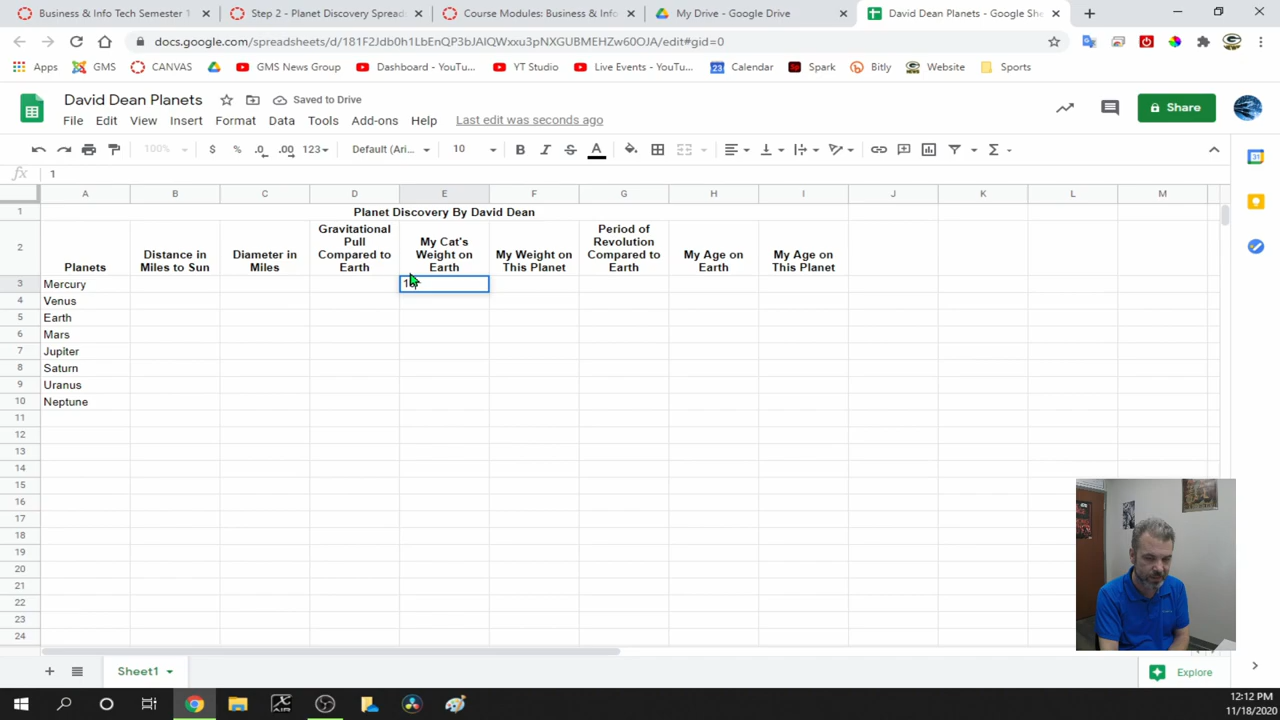 Business & Info Tech Semester 1
Step 2 - Planet Discovery Spread
Course Modules: Business & Info
My Drive - Google Drive
David Dean Planets - Google She
docs.google.com/spreadsheets/d/181F2Jdb0h1LbEnQP3bJAIQWxxu3pNXGUBMEHZw60OJA/edit#gid=0
Apps
GMS
CANVAS
GMS News Group
Dashboard - YouTu...
YT Studio
Live Events - YouTu...
Calendar
Spark
Bitly
Website
Sports
David Dean Planets
Saved to Drive
File Edit View Insert Format Data Tools Add-ons Help
Last edit was seconds ago
Share
100%
$ % .0 .00 123
Default (Ari...
10
B I S A
fx 1
A B C D E F G H I J K L M
1 Planet Discovery By David Dean
2
Planets
Distance in
Miles to Sun
Diameter in
Miles
Gravitational
Pull
Compared to
Earth
My Cat's
Weight on
Earth
My Weight on
This Planet
Period of
Revolution
Compared to
Earth
My Age on
Earth
My Age on
This Planet
3 Mercury
4 Venus
5 Earth
6 Mars
7 Jupiter
8 Saturn
9 Uranus
10 Neptune
11
12
13
14
15
16
17
18
19
20
21
22
23
24
Sheet1
Explore
12:12 PM
11/18/2020